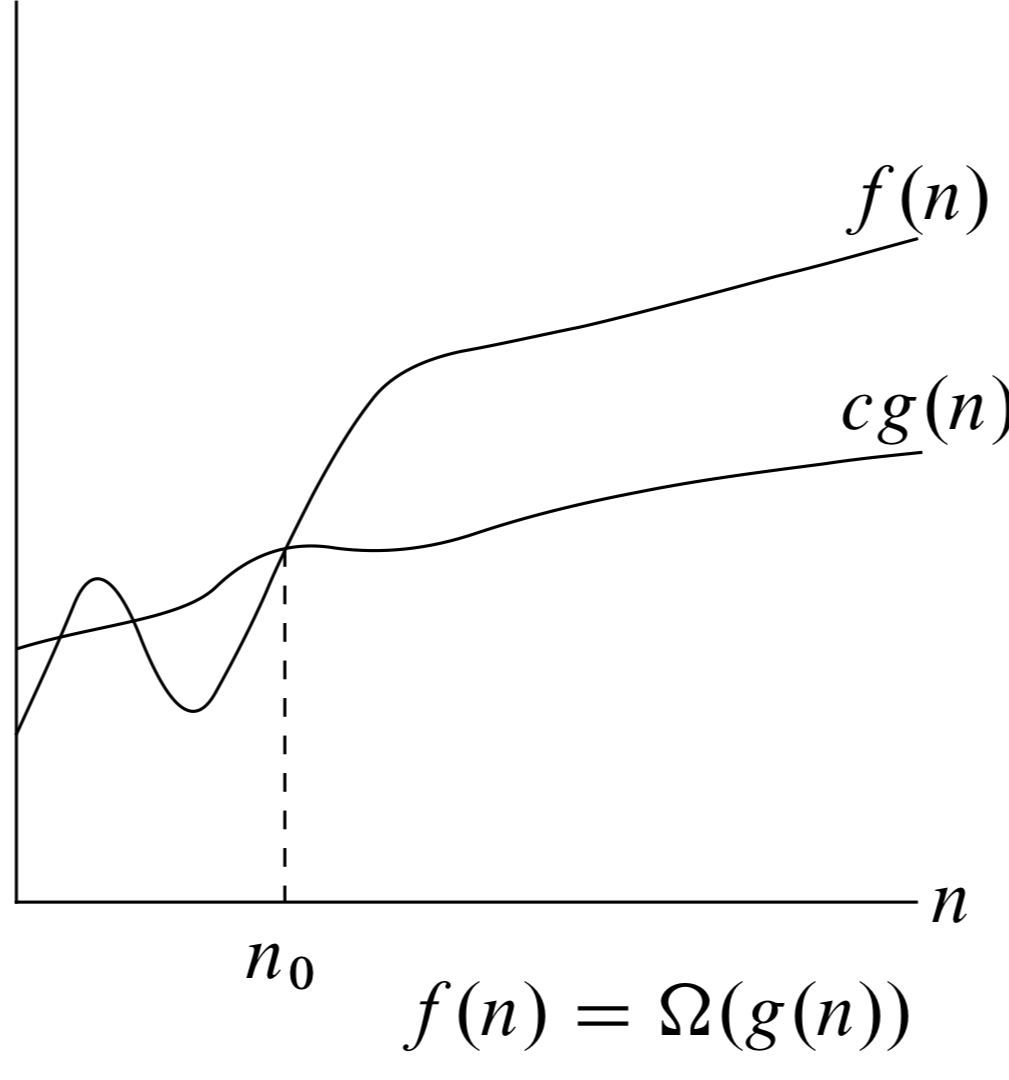 f(n)
cg(n)
n
n₀
f(n) = Ω(g(n))